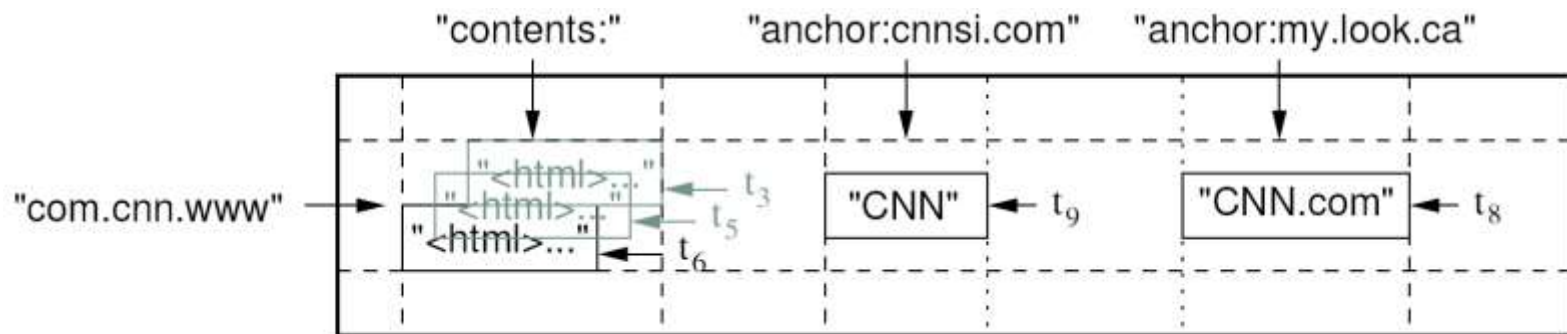 "contents:" "anchor:cnnsi.com" "anchor:my.look.ca"
"<html>..."
t3
"com.cnn.www" "<html>..." "CNN" t9 "CNN.com" t8
t5
"<html>..."
t6